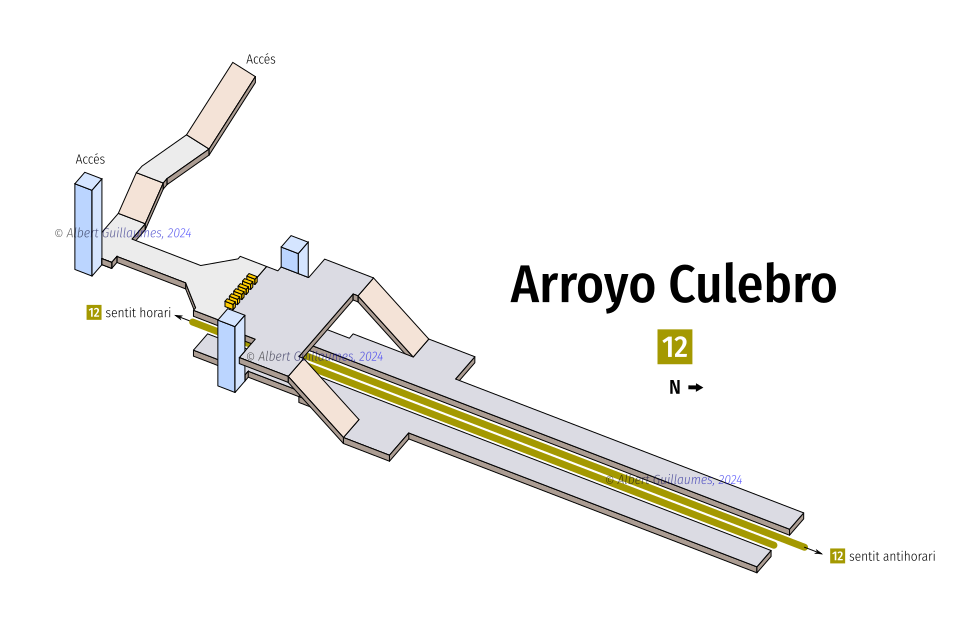 Accés
Accés
© Albert Guillaumes, 2024
Arroyo Culebro
12 sentit horari
12
© Albert Guillaumes, 2024
N
© Albert Guillaumes, 2024
12 sentit antihorari